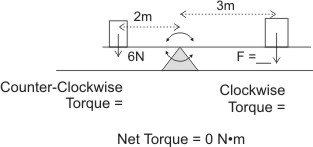 2m 3m
6N F = __
Counter-Clockwise Clockwise
Torque = Torque =
Net Torque = 0 N•m